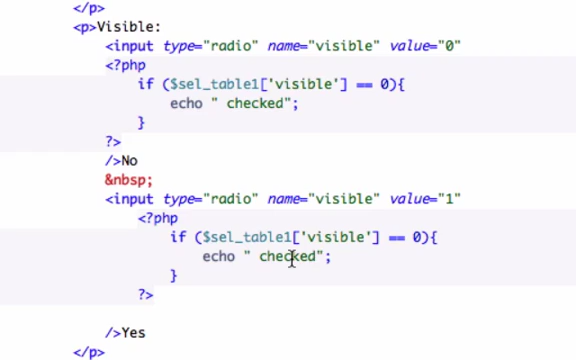 </p>
<p>Visible:
<input type="radio" name="visible" value="0"
<?php
if ($sel_table1['visible'] == 0){
echo " checked";
}
?>
/>No
&nbsp;
<input type="radio" name="visible" value="1"
<?php
if ($sel_table1['visible'] == 0){
echo " checked";
}
?>
/>Yes
</p>